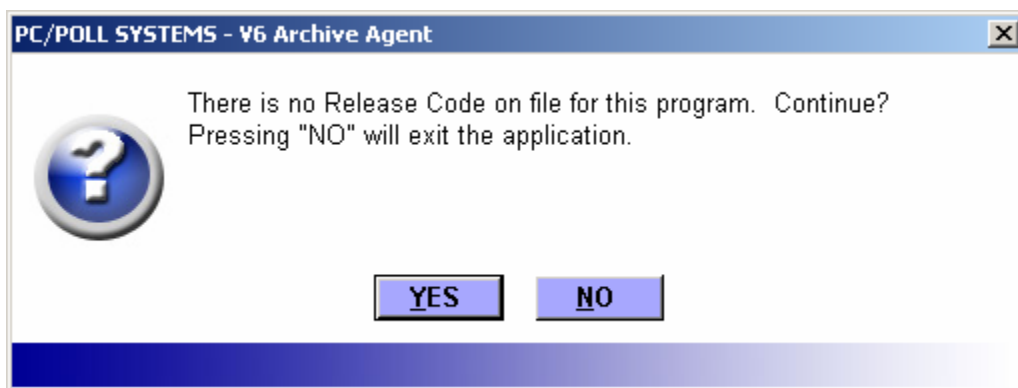 PC/POLL SYSTEMS - V6 Archive Agent
There is no Release Code on file for this program.  Continue?
Pressing "NO" will exit the application.
YES
NO